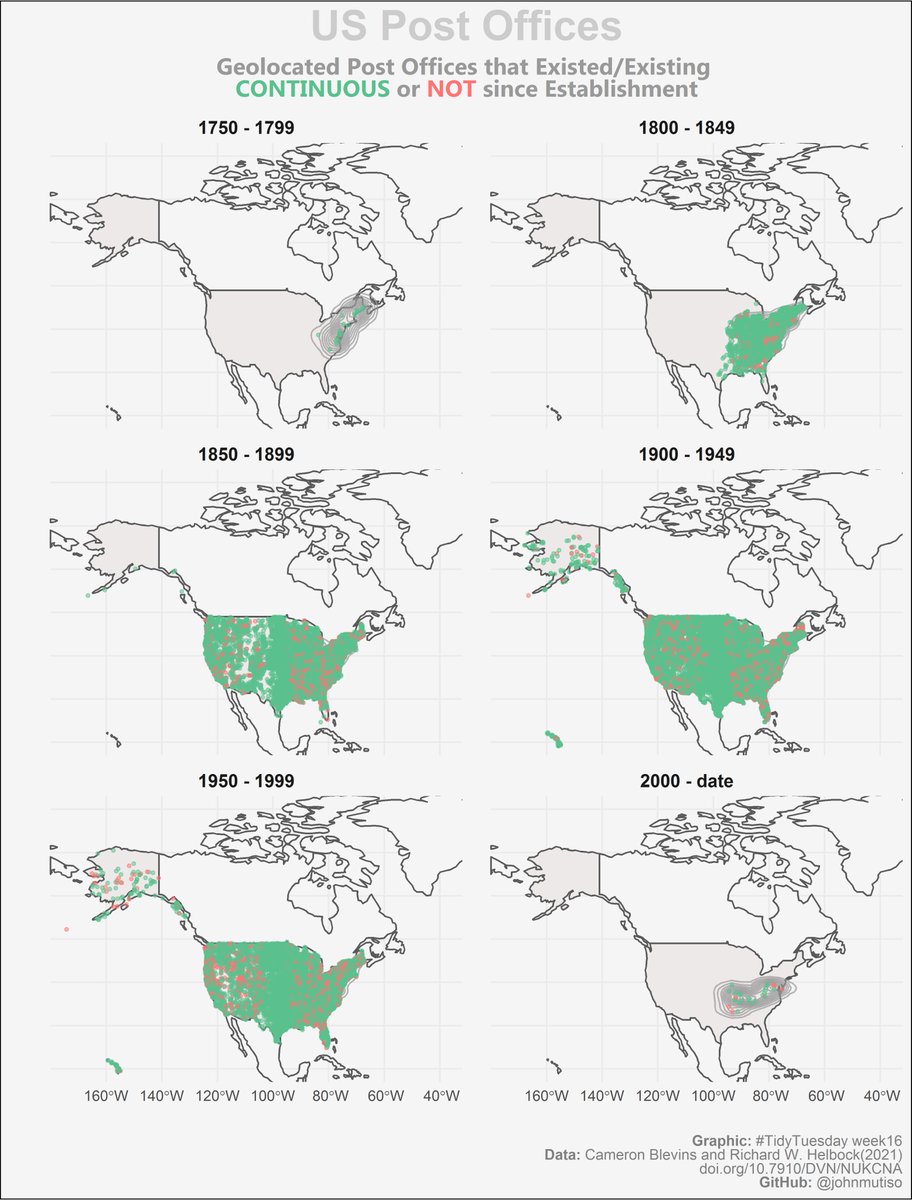 US Post Offices
Geolocated Post Offices that Existed/Existing
CONTINUOUS or NOT since Establishment
1750 - 1799
1800 - 1849
1850 - 1899
1900 - 1949
1950 - 1999
2000 - date
160°W 140°W 120°W 100°W 80°W 60°W 40°W
160°W 140°W 120°W 100°W 80°W 60°W 40°W
Graphic: #TidyTuesday week16
Data: Cameron Blevins and Richard W. Helbock(2021)
doi.org/10.7910/DVN/NUKCNA
GitHub: @johnmutiso